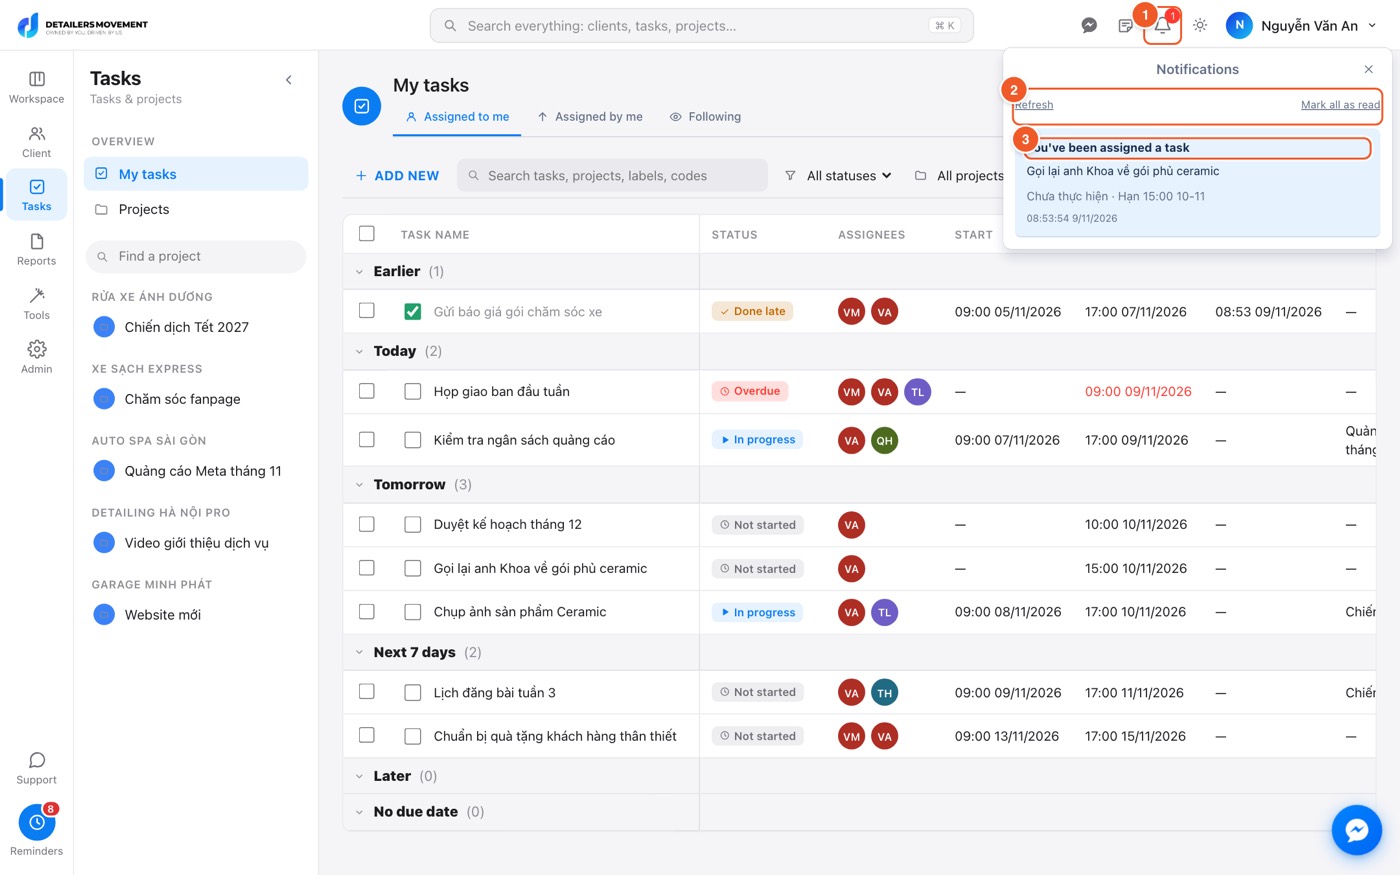 DETAILERS MOVEMENT
OWNED BY YOU, DRIVEN BY US
Search everything: clients, tasks, projects...
⌘ K
1
1
N
Nguyễn Văn An
Workspace
Client
Tasks
Reports
Tools
Admin
Support
8
Reminders
Tasks
Tasks & projects
OVERVIEW
My tasks
Projects
Find a project
RỬA XE ÁNH DƯƠNG
Chiến dịch Tết 2027
XE SẠCH EXPRESS
Chăm sóc fanpage
AUTO SPA SÀI GÒN
Quảng cáo Meta tháng 11
DETAILING HÀ NỘI PRO
Video giới thiệu dịch vụ
GARAGE MINH PHÁT
Website mới
My tasks
Assigned to me
Assigned by me
Following
+ ADD NEW
Search tasks, projects, labels, codes
All statuses
All projects
Notifications
2
Refresh
Mark all as read
3
You've been assigned a task
Gọi lại anh Khoa về gói phủ ceramic
Chưa thực hiện · Hạn 15:00 10-11
08:53:54 9/11/2026
TASK NAME STATUS ASSIGNEES START
Earlier (1)
Gửi báo giá gói chăm sóc xe Done late VM VA 09:00 05/11/2026 17:00 07/11/2026 08:53 09/11/2026 —
Today (2)
Họp giao ban đầu tuần Overdue VM VA TL — 09:00 09/11/2026 — —
Kiểm tra ngân sách quảng cáo In progress VA QH 09:00 07/11/2026 17:00 09/11/2026 — Quản
tháng
Tomorrow (3)
Duyệt kế hoạch tháng 12 Not started VA — 10:00 10/11/2026 — —
Gọi lại anh Khoa về gói phủ ceramic Not started VA — 15:00 10/11/2026 — —
Chụp ảnh sản phẩm Ceramic In progress VA TL 09:00 08/11/2026 17:00 10/11/2026 — Chiến
Next 7 days (2)
Lịch đăng bài tuần 3 Not started VA TH 09:00 09/11/2026 17:00 11/11/2026 — Chiến
Chuẩn bị quà tặng khách hàng thân thiết Not started VM VA 09:00 13/11/2026 17:00 15/11/2026 — —
Later (0)
No due date (0)